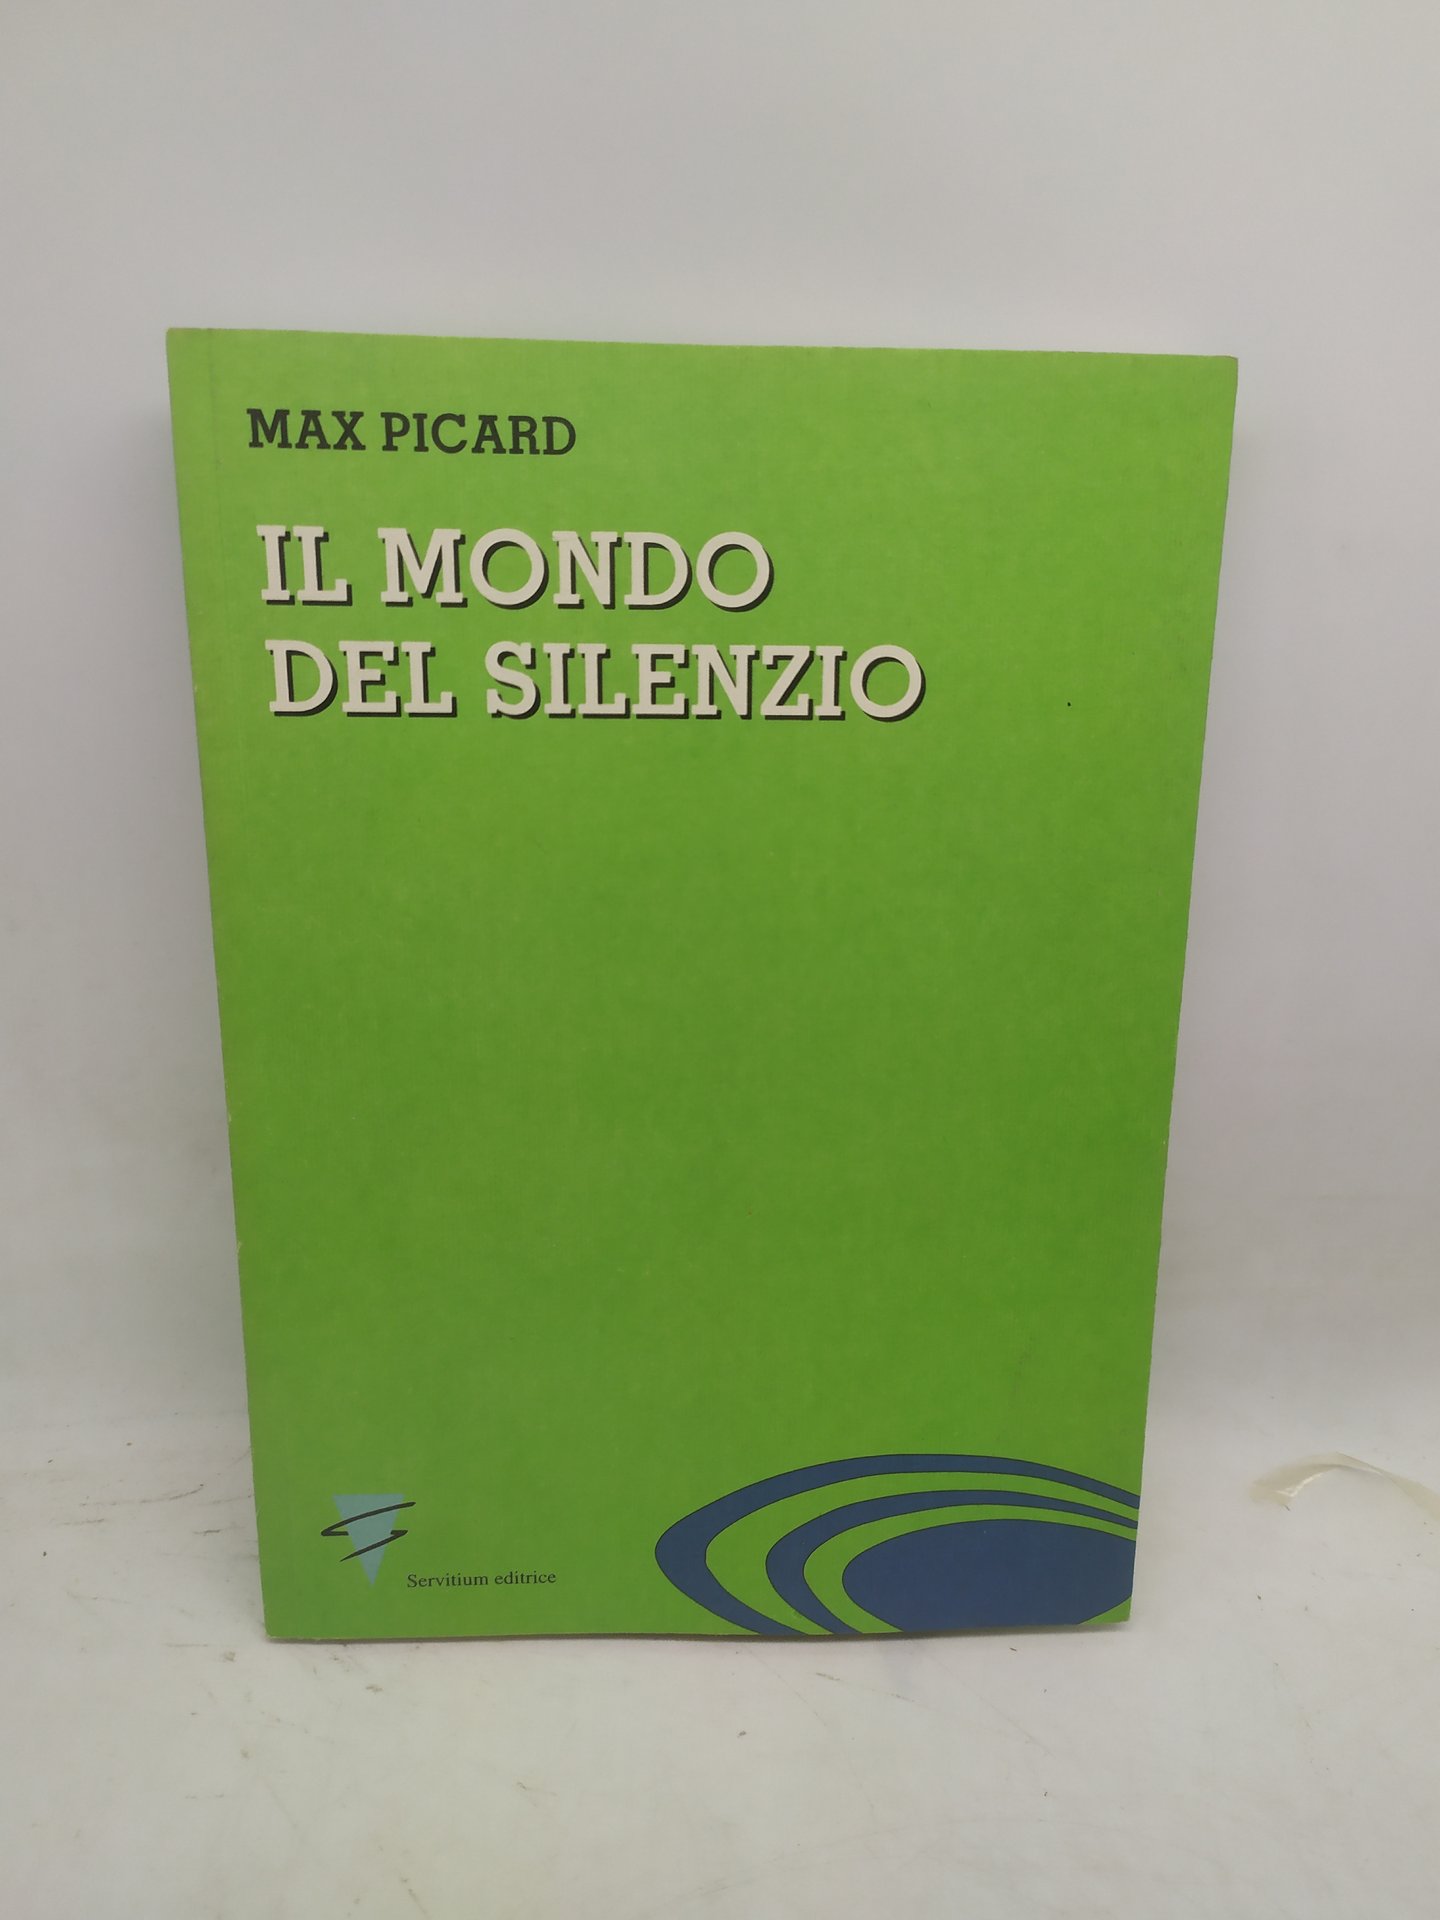 MAX PICARD
IL MONDO
DEL SILENZIO
Servitium editrice